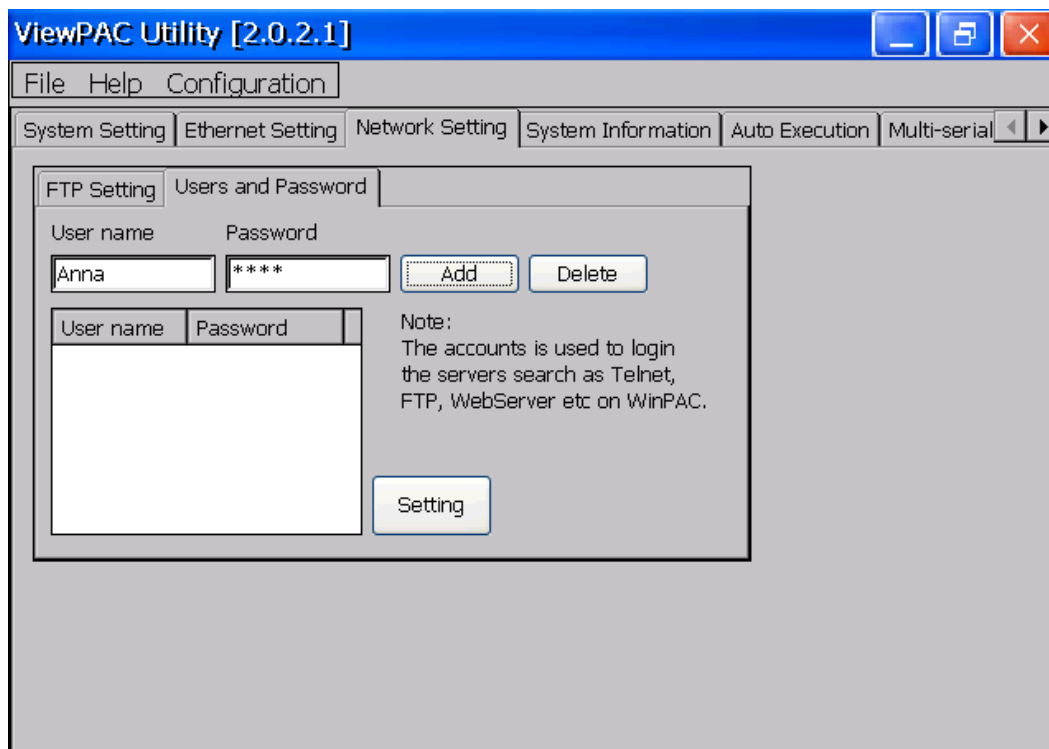 ViewPAC Utility [2.0.2.1]
File Help Configuration
System Setting Ethernet Setting Network Setting System Information Auto Execution Multi-serial
FTP Setting Users and Password
User name Password
Anna **** Add Delete
User name Password
Note:
The accounts is used to login
the servers search as Telnet,
FTP, WebServer etc on WinPAC.
Setting